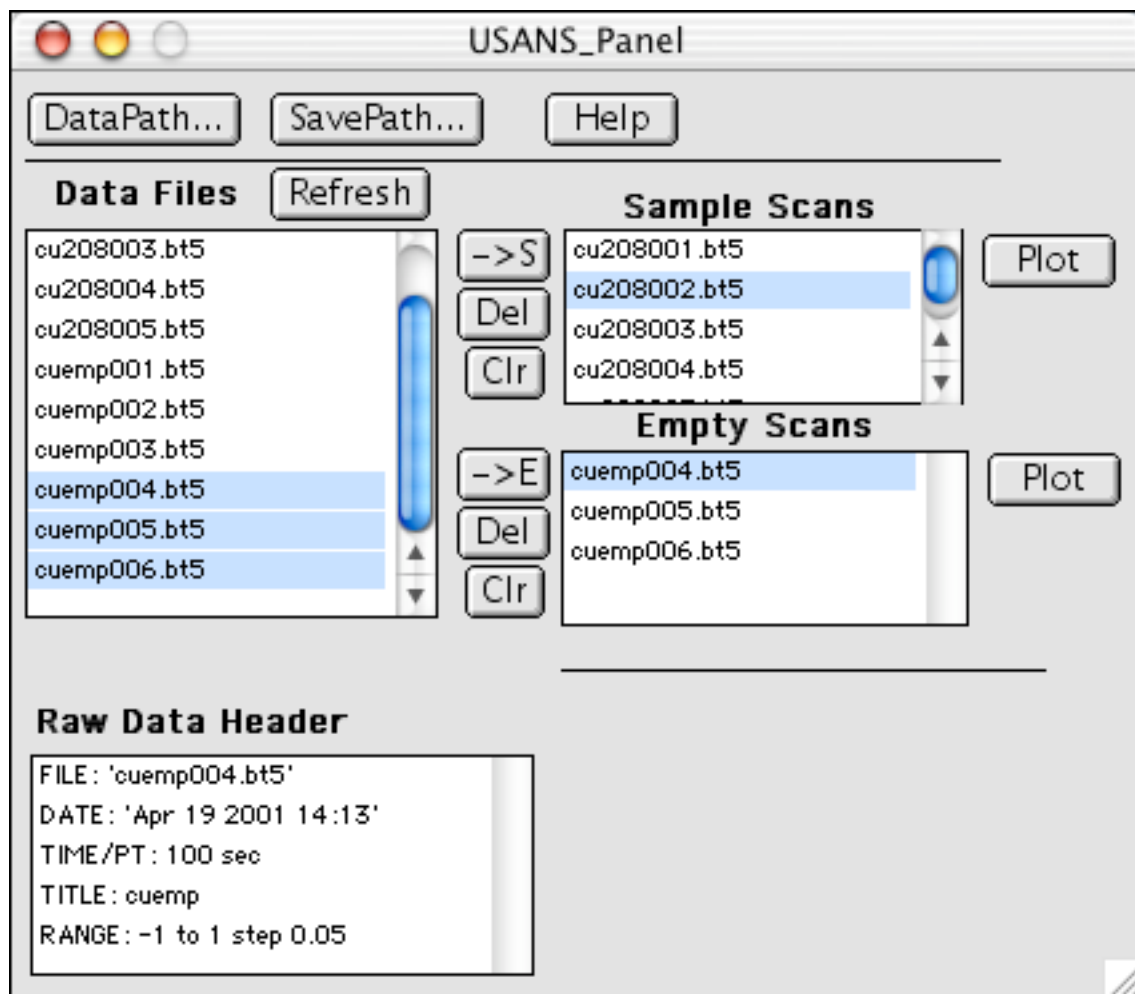 USANS_Panel
DataPath...
SavePath...
Help
Data Files
Refresh
cu208003.bt5
cu208004.bt5
cu208005.bt5
cuemp001.bt5
cuemp002.bt5
cuemp003.bt5
cuemp004.bt5
cuemp005.bt5
cuemp006.bt5
->S
Del
Clr
->E
Del
Clr
Sample Scans
cu208001.bt5
cu208002.bt5
cu208003.bt5
cu208004.bt5
Plot
Empty Scans
cuemp004.bt5
cuemp005.bt5
cuemp006.bt5
Plot
Raw Data Header
FILE: 'cuemp004.bt5'
DATE: 'Apr 19 2001 14:13'
TIME/PT: 100 sec
TITLE: cuemp
RANGE: -1 to 1 step 0.05